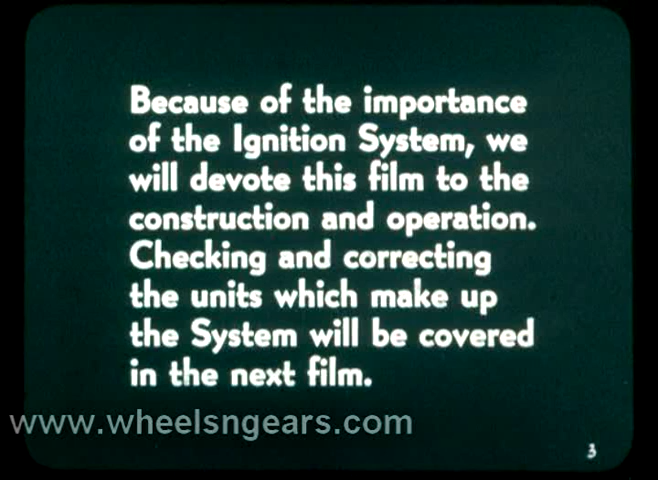 Because of the importance
of the Ignition System, we
will devote this film to the
construction and operation.
Checking and correcting
the units which make up
the System will be covered
in the next film.
www.wheelsngears.com
3